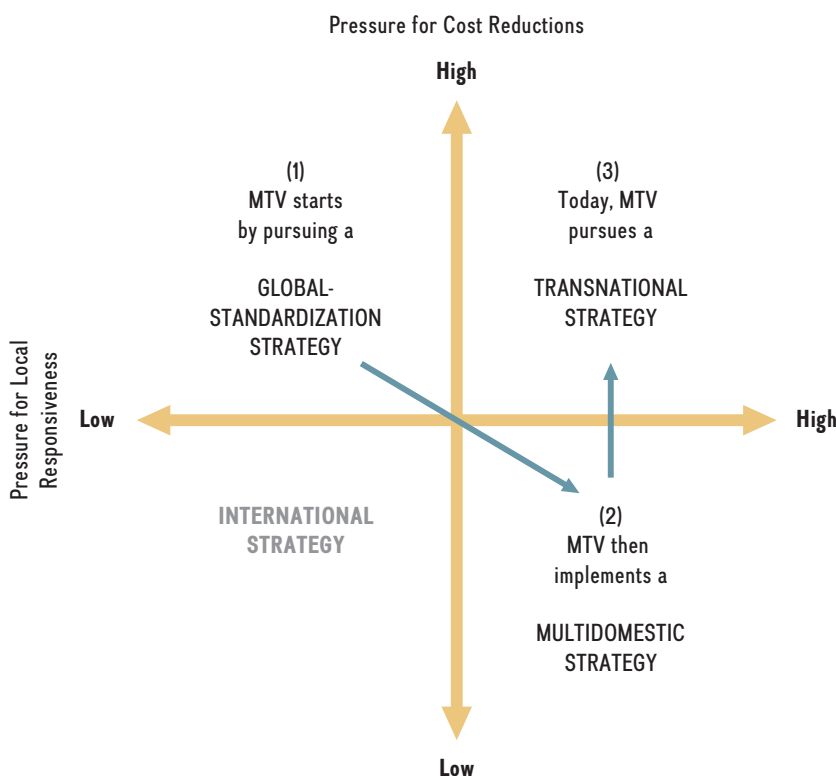 Pressure for Cost Reductions
High
(1)
MTV starts
by pursuing a
GLOBAL-
STANDARDIZATION
STRATEGY
(3)
Today, MTV
pursues a
TRANSNATIONAL
STRATEGY
Pressure for Local
Responsiveness
Low
High
INTERNATIONAL
STRATEGY
(2)
MTV then
implements a
MULTIDOMESTIC
STRATEGY
Low